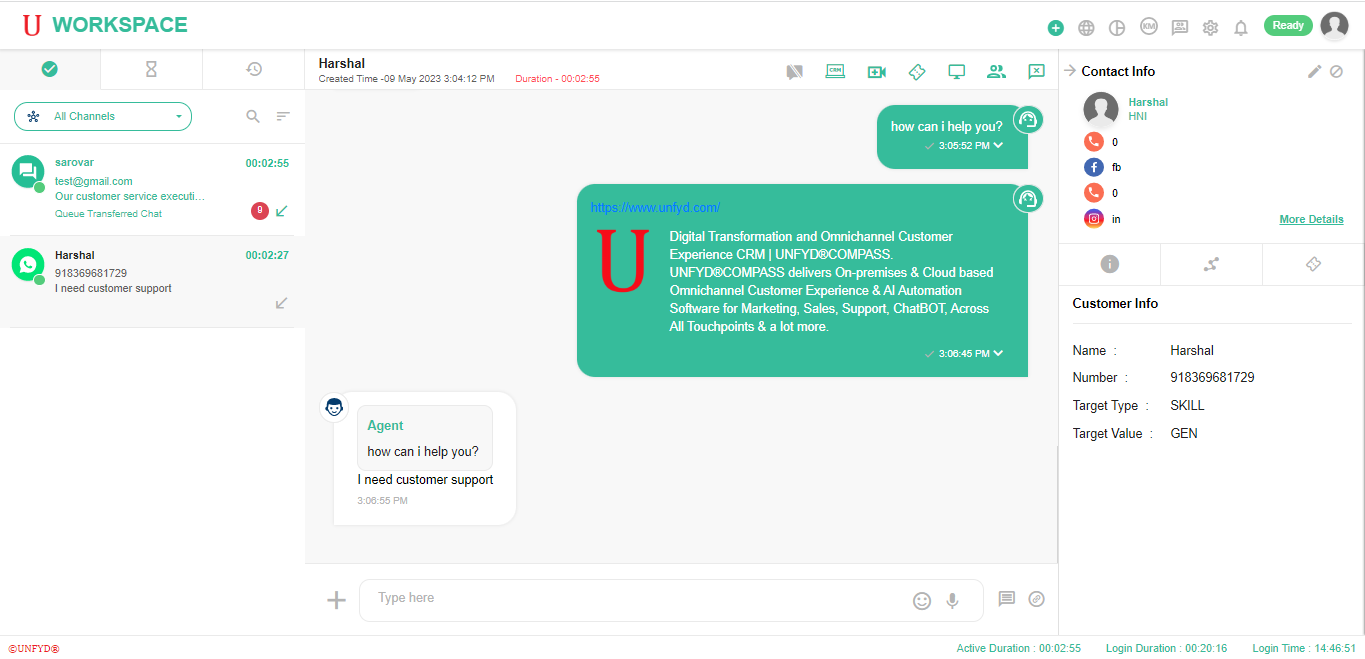 U WORKSPACE
KM
Ready
Harshal
Created Time -09 May 2023 3:04:12 PM
Duration - 00:02:55
CRM
All Channels
sarovar
00:02:55
test@gmail.com
Our customer service executi...
Queue Transferred Chat
9
Harshal
00:02:27
918369681729
I need customer support
how can i help you?
3:05:52 PM
https://www.unfyd.com/
U
Digital Transformation and Omnichannel Customer
Experience CRM | UNFYD®COMPASS.
UNFYD®COMPASS delivers On-premises & Cloud based
Omnichannel Customer Experience & AI Automation
Software for Marketing, Sales, Support, ChatBOT, Across
All Touchpoints & a lot more.
3:06:45 PM
Agent
how can i help you?
I need customer support
3:06:55 PM
Type here
Contact Info
Harshal
HNI
0
fb
0
in
More Details
Customer Info
Name : Harshal
Number : 918369681729
Target Type : SKILL
Target Value : GEN
©UNFYD®
Active Duration : 00:02:55
Login Duration : 00:20:16
Login Time : 14:46:51